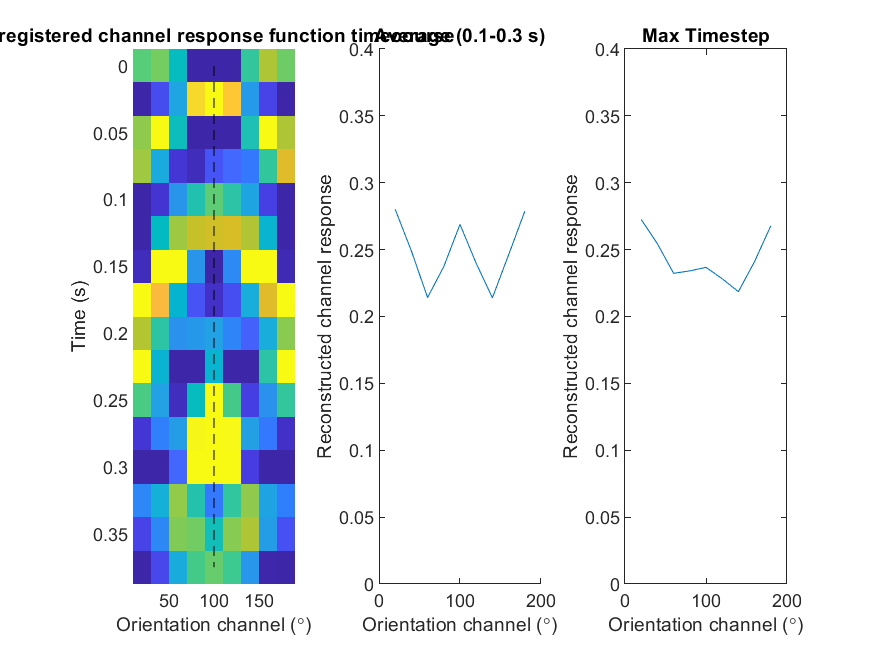 registered channel response function timecourse
Average (0.1-0.3 s)
Max Timestep
0
0.05
0.1
0.15
0.2
0.25
0.3
0.35
Time (s)
50 100 150
Orientation channel (°)
0.4
0.35
0.3
0.25
0.2
0.15
0.1
0.05
0
Reconstructed channel response
0 100 200
Orientation channel (°)
0.4
0.35
0.3
0.25
0.2
0.15
0.1
0.05
0
Reconstructed channel response
0 100 200
Orientation channel (°)